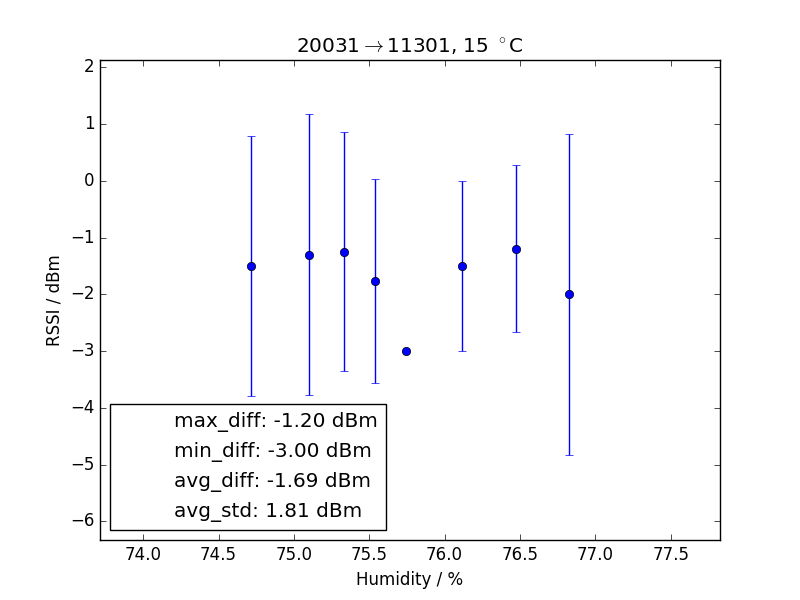 20031→11301, 15 °C
2
1
0
−1
−2
−3
−4
−5
−6
RSSI / dBm
max_diff: -1.20 dBm
min_diff: -3.00 dBm
avg_diff: -1.69 dBm
avg_std: 1.81 dBm
74.0 74.5 75.0 75.5 76.0 76.5 77.0 77.5
Humidity / %